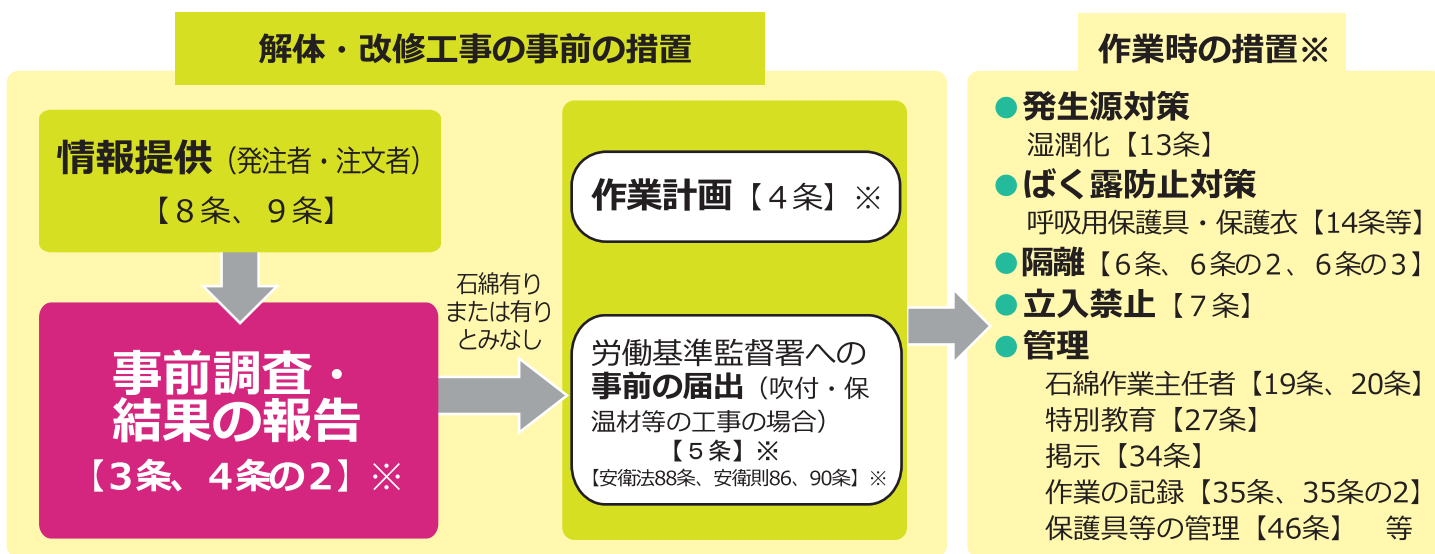 解体・改修工事の事前の措置
情報提供（発注者・注文者）
【８条、９条】
事前調査・
結果の報告
【３条、４条の２】※
石綿有り
または有り
とみなし
作業計画【４条】※
労働基準監督署への
事前の届出（吹付・保
温材等の工事の場合）
【５条】※
【安衛法88条、安衛則86、90条】※
作業時の措置※
●発生源対策
湿潤化【13条】
●ばく露防止対策
呼吸用保護具・保護衣【14条等】
●隔離【６条、６条の２、６条の３】
●立入禁止【７条】
●管理
石綿作業主任者【19条、20条】
特別教育【27条】
掲示【34条】
作業の記録【35条、35条の2】
保護具等の管理【46条】　等